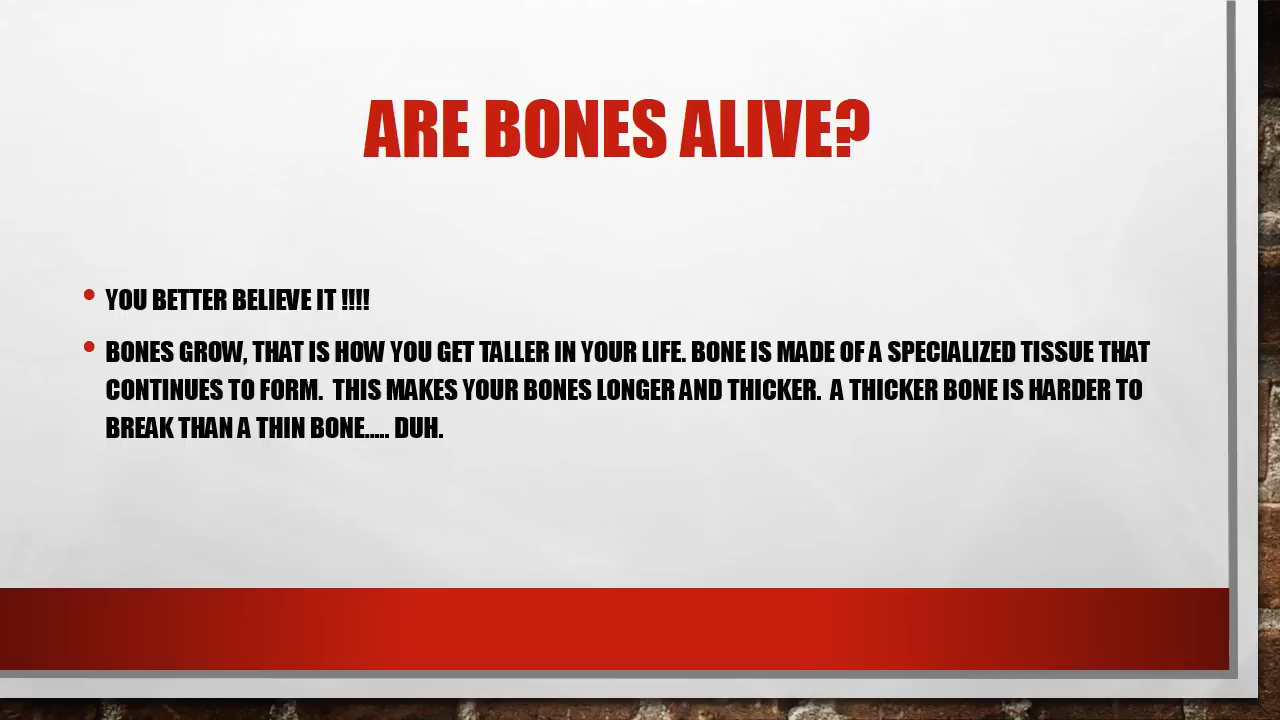 ARE BONES ALIVE?
• YOU BETTER BELIEVE IT !!!!
• BONES GROW, THAT IS HOW YOU GET TALLER IN YOUR LIFE. BONE IS MADE OF A SPECIALIZED TISSUE THAT
CONTINUES TO FORM.  THIS MAKES YOUR BONES LONGER AND THICKER.  A THICKER BONE IS HARDER TO
BREAK THAN A THIN BONE..... DUH.